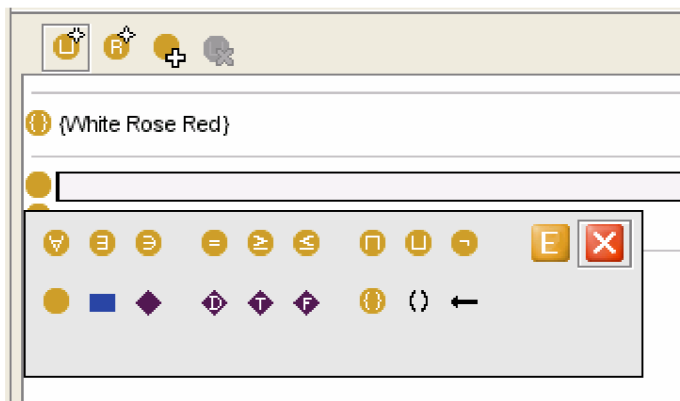 ⊔ R
{} {White Rose Red}
∀ ∃ ∋ = ≥ ≤ ⊓ ⊔ ¬ E X
D T F {} () ←